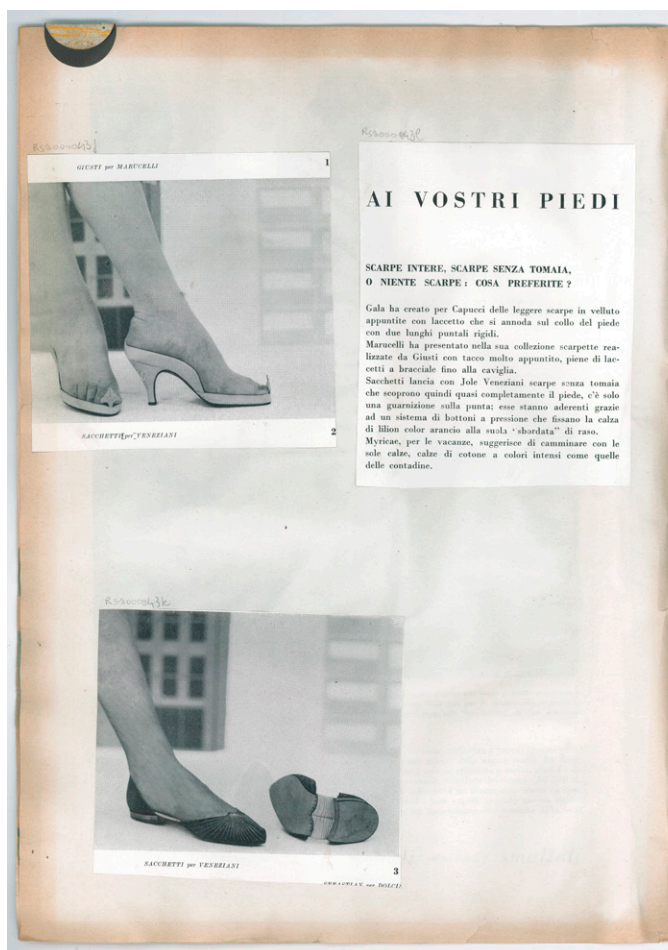 GIUSTI per MARUCELLI
1
SACCHETTI per VENEZIANI
2
AI VOSTRI PIEDI
SCARPE INTERE, SCARPE SENZA TOMAIA,
O NIENTE SCARPE: COSA PREFERITE?
Gala ha creato per Capucci delle leggere scarpe in velluto
appuntite con laccetto che si annoda sul collo del piede
con due lunghi puntali rigidi.
Marucelli ha presentato nella sua collezione scarpette rea-
lizzate da Giusti con tacco molto appuntito, piene di lac-
cetti a bracciale fino alla caviglia.
Sacchetti lancia con Jole Veneziani scarpe senza tomaia
che scoprono quindi quasi completamente il piede, c'è solo
una guarnizione sulla punta; esse stanno aderenti grazie
ad un sistema di bottoni a pressione che fissano la calza
di lilion color arancio alla suola "sbordata" di raso.
Myricae, per le vacanze, suggerisce di camminare con le
sole calze, calze di cotone a colori intensi come quelle
delle contadine.
SACCHETTI per VENEZIANI
3